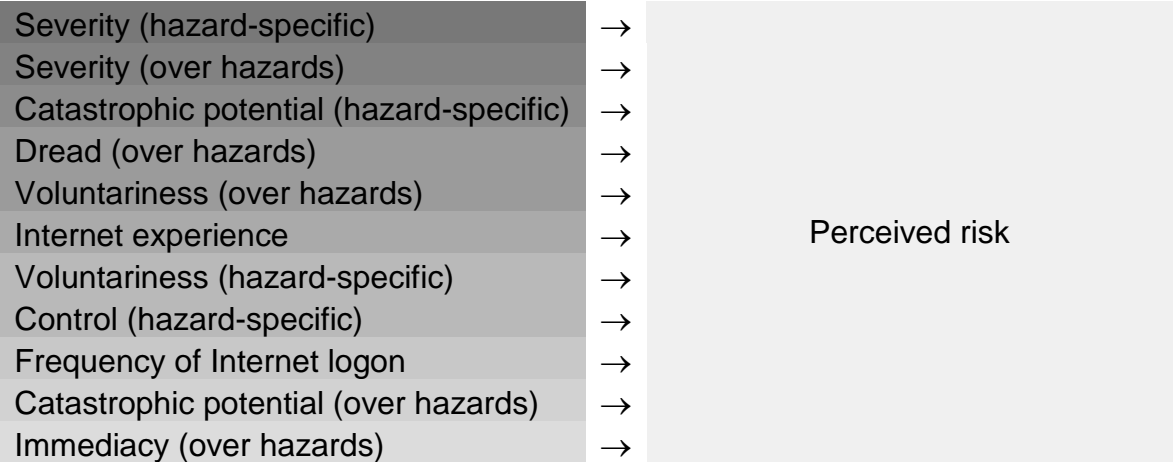 Severity (hazard-specific) →
Severity (over hazards) →
Catastrophic potential (hazard-specific) →
Dread (over hazards) →
Voluntariness (over hazards) →
Internet experience → Perceived risk
Voluntariness (hazard-specific) →
Control (hazard-specific) →
Frequency of Internet logon →
Catastrophic potential (over hazards) →
Immediacy (over hazards) →